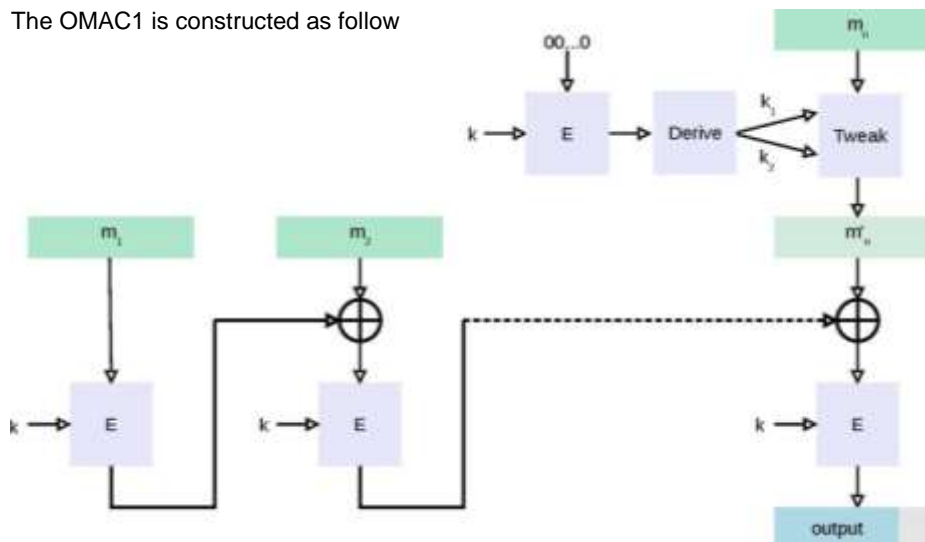 The OMAC1 is constructed as follow
mₙ
00...0
k E Derive k₁ k₂ Tweak
m₁ m₂ m'ₙ
k E k E k E
output